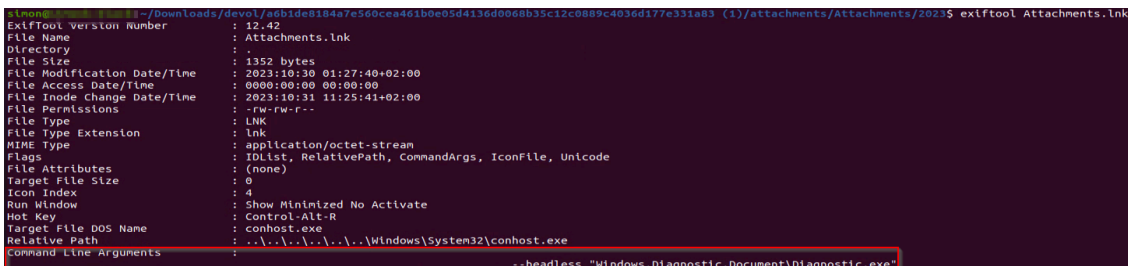 simon@ ~/Downloads/devol/a6b1de8184a7e560cea461b0e05d4136d068b35c12c0889c4036d177e331a83 (1)/attachments/Attachments/2023$ exiftool Attachments.lnk
ExifTool Version Number : 12.42
File Name : Attachments.lnk
Directory : .
File Size : 1352 bytes
File Modification Date/Time : 2023:10:30 01:27:40+02:00
File Access Date/Time : 0000:00:00 00:00:00
File Inode Change Date/Time : 2023:10:31 11:25:41+02:00
File Permissions : -rw-rw-r--
File Type : LNK
File Type Extension : lnk
MIME Type : application/octet-stream
Flags : IDList, RelativePath, CommandArgs, IconFile, Unicode
File Attributes : (none)
Target File Size : 0
Icon Index : 4
Run Window : Show Minimized No Activate
Hot Key : Control-Alt-R
Target File DOS Name : conhost.exe
Relative Path : ..\..\..\..\..\Windows\System32\conhost.exe
Command Line Arguments :
--headless "Windows.Diagnostic.Document\Diagnostic.exe"